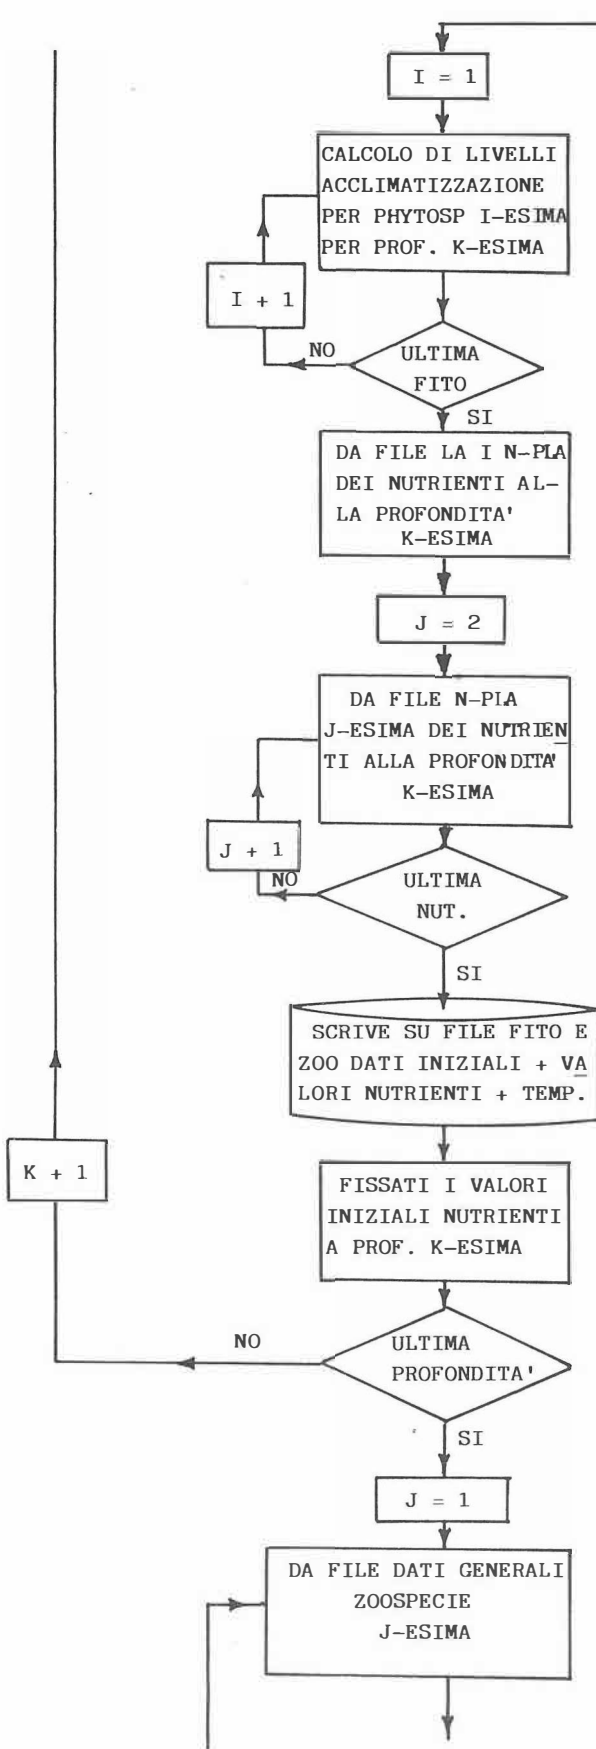 I = 1
CALCOLO DI LIVELLI
ACCLIMATIZZAZIONE
PER PHYTOSP I-ESIMA
PER PROF. K-ESIMA
I + 1
NO
ULTIMA
FITO
SI
DA FILE LA I N-PLA
DEI NUTRIENTI AL-
LA PROFONDITA'
K-ESIMA
J = 2
DA FILE N-PLA
J-ESIMA DEI NUTRIEN
TI ALLA PROFONDITA'
K-ESIMA
J + 1
NO
ULTIMA
NUT.
SI
SCRIVE SU FILE FITO E
ZOO DATI INIZIALI + VA
LORI NUTRIENTI + TEMP.
K + 1
FISSATI I VALORI
INIZIALI NUTRIENTI
A PROF. K-ESIMA
NO
ULTIMA
PROFONDITA'
SI
J = 1
DA FILE DATI GENERALI
ZOOSPECIE
J-ESIMA